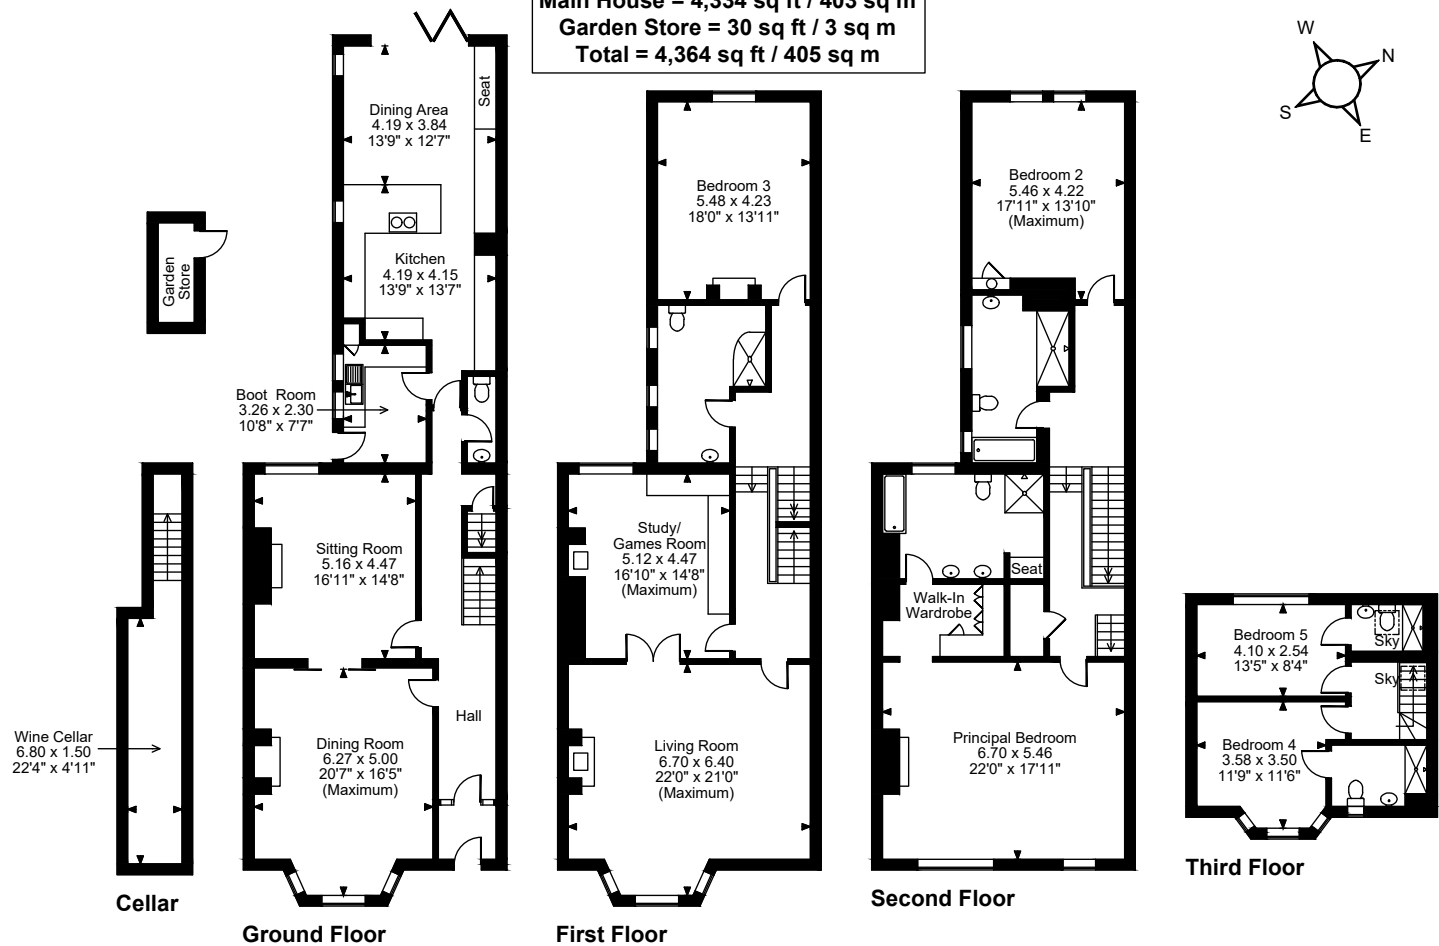 Main House = 4,334 sq ft / 403 sq m
Garden Store = 30 sq ft / 3 sq m
Total = 4,364 sq ft / 405 sq m
W
N
S
E
Dining Area
4.19 x 3.84
13'9" x 12'7"
Seat
Kitchen
4.19 x 4.15
13'9" x 13'7"
Garden
Store
Boot Room
3.26 x 2.30
10'8" x 7'7"
Sitting Room
5.16 x 4.47
16'11" x 14'8"
Hall
Dining Room
6.27 x 5.00
20'7" x 16'5"
(Maximum)
Wine Cellar
6.80 x 1.50
22'4" x 4'11"
Cellar
Ground Floor
Bedroom 3
5.48 x 4.23
18'0" x 13'11"
Study/
Games Room
5.12 x 4.47
16'10" x 14'8"
(Maximum)
Living Room
6.70 x 6.40
22'0" x 21'0"
(Maximum)
First Floor
Bedroom 2
5.46 x 4.22
17'11" x 13'10"
(Maximum)
Seat
Walk-In
Wardrobe
Principal Bedroom
6.70 x 5.46
22'0" x 17'11"
Second Floor
Bedroom 5
4.10 x 2.54
13'5" x 8'4"
Sky
Sky
Bedroom 4
3.58 x 3.50
11'9" x 11'6"
Third Floor